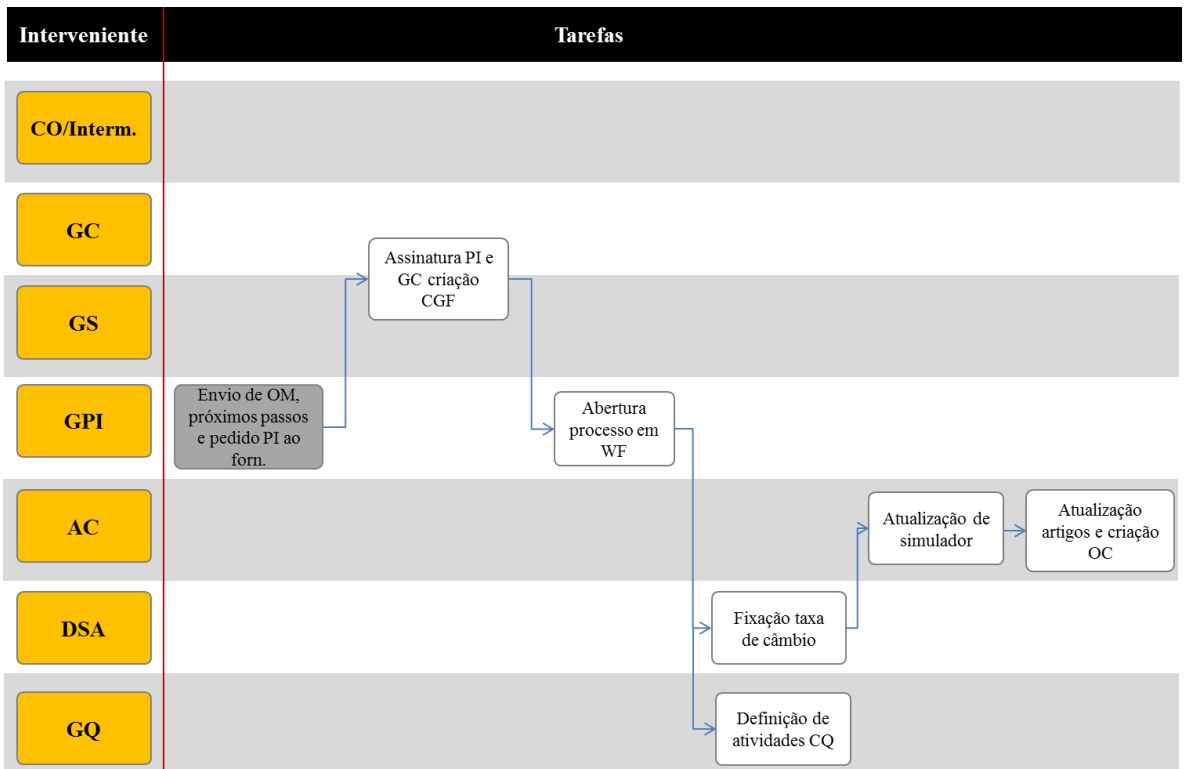 Interveniente
Tarefas
CO/Interm.
GC
Assinatura PI e
GC criação
CGF
GS
GPI
Envio de OM,
próximos passos
e pedido PI ao
forn.
Abertura
processo em
WF
AC
Atualização de
simulador
Atualização
artigos e criação
OC
DSA
Fixação taxa
de câmbio
GQ
Definição de
atividades CQ